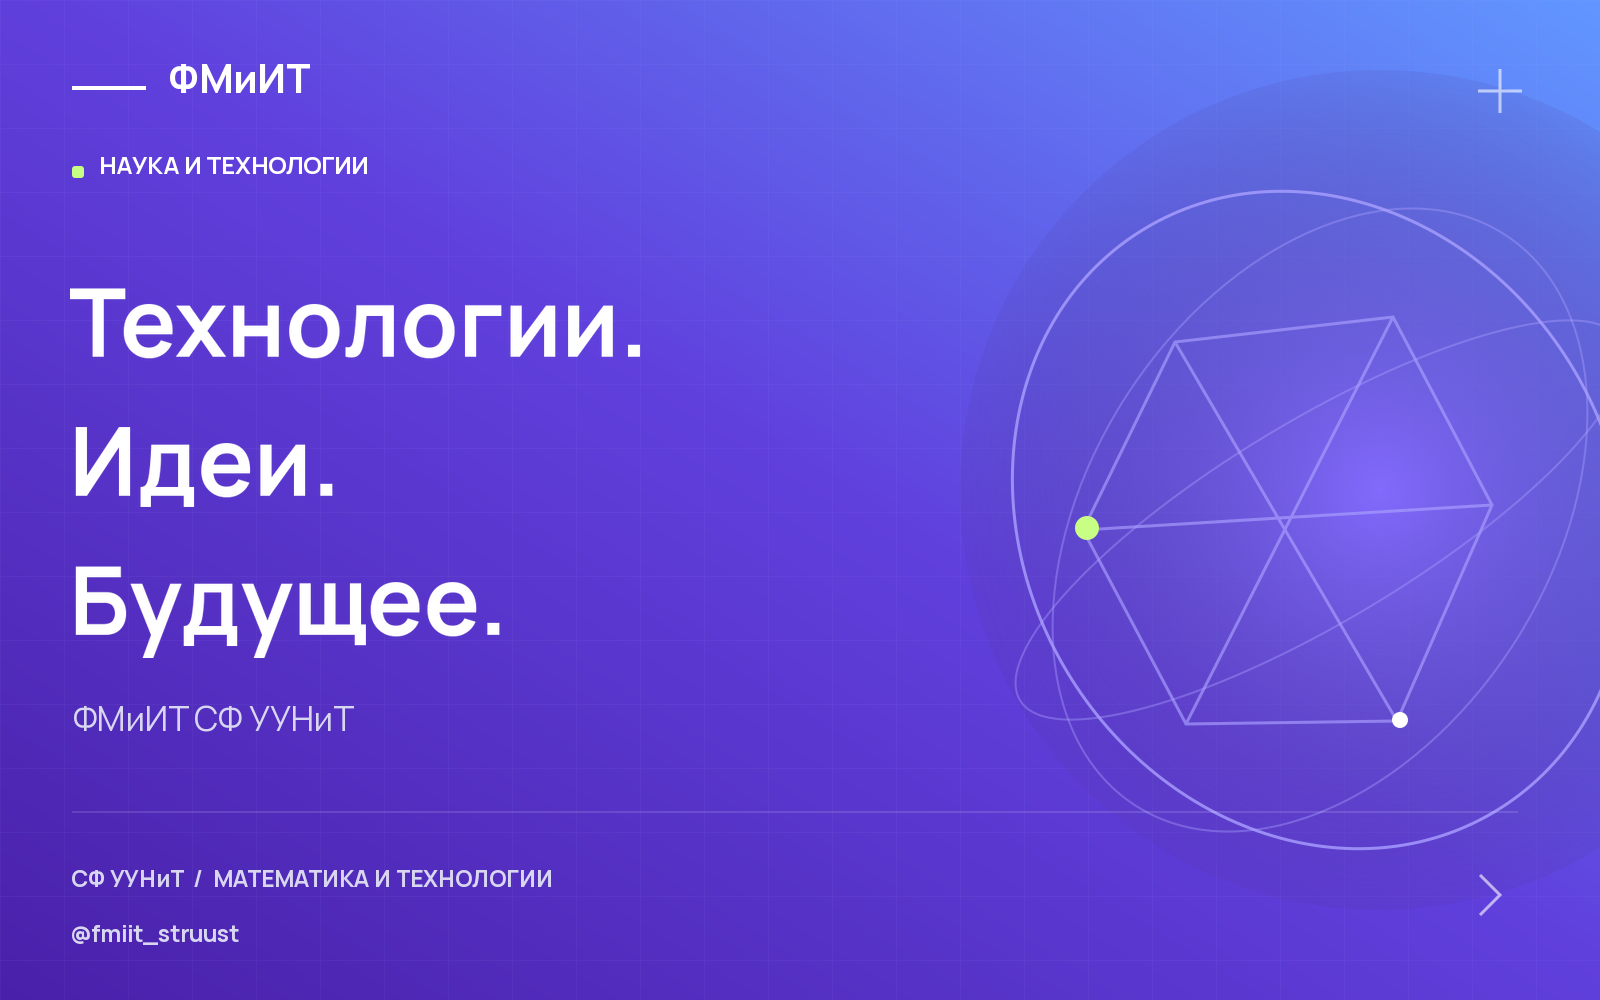 ФМиИТ
НАУКА И ТЕХНОЛОГИИ
Технологии.
Идеи.
Будущее.
ФМиИТ СФ УУНиТ
СФ УУНиТ / МАТЕМАТИКА И ТЕХНОЛОГИИ
@fmiit_struust